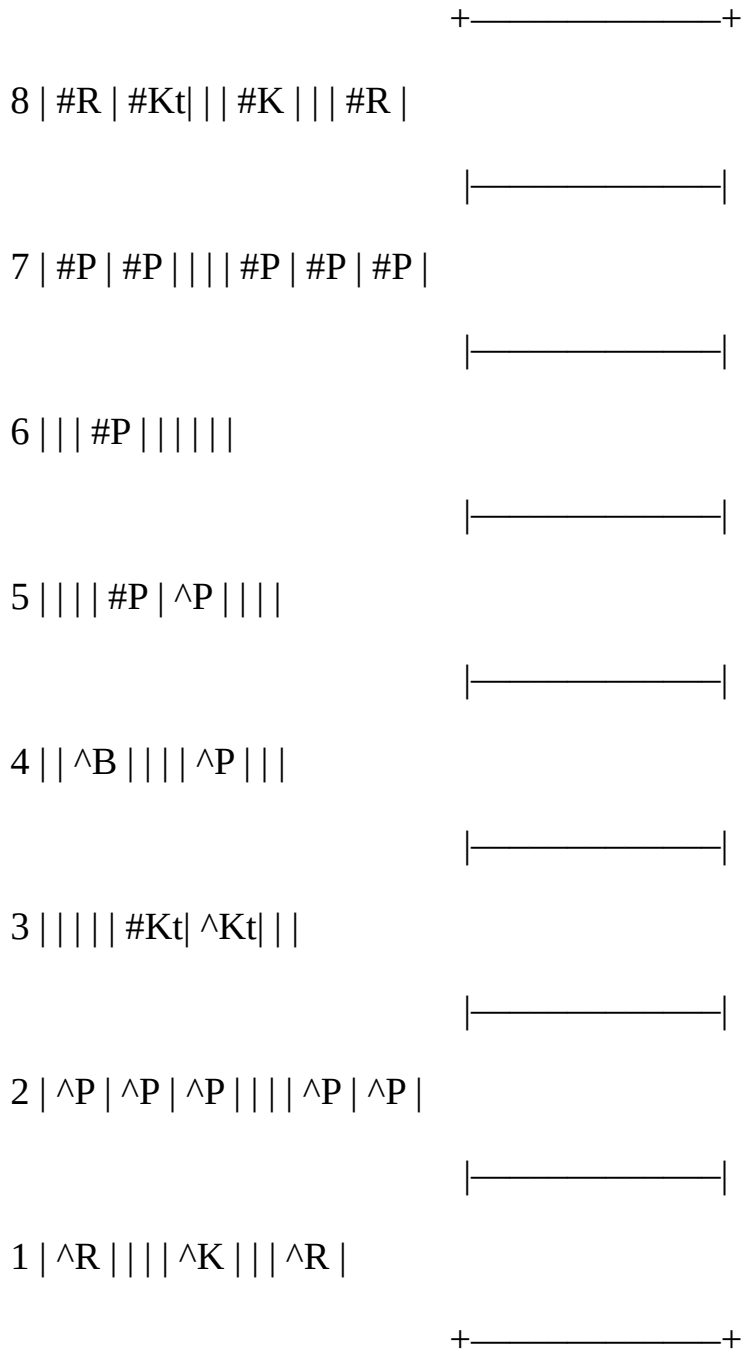 +———————+
8 | #R | #Kt| | | #K | | | #R |
|———————|
7 | #P | #P | | | | #P | #P | #P |
|———————|
6 | | | #P | | | | | |
|———————|
5 | | | | #P | ^P | | | |
|———————|
4 | | ^B | | | | ^P | | |
|———————|
3 | | | | | #Kt| ^Kt| | |
|———————|
2 | ^P | ^P | ^P | | | | ^P | ^P |
|———————|
1 | ^R | | | | ^K | | | ^R |
+———————+